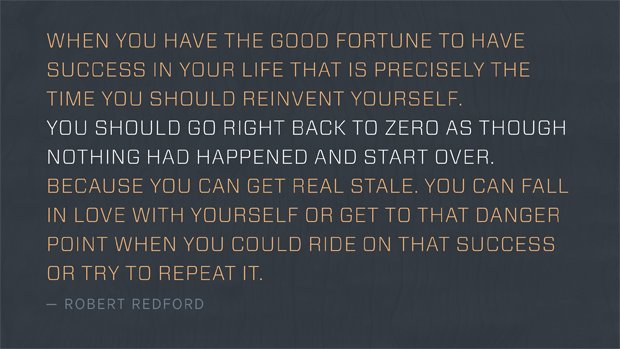 WHEN YOU HAVE THE GOOD FORTUNE TO HAVE
SUCCESS IN YOUR LIFE THAT IS PRECISELY THE
TIME YOU SHOULD REINVENT YOURSELF.
YOU SHOULD GO RIGHT BACK TO ZERO AS THOUGH
NOTHING HAD HAPPENED AND START OVER.
BECAUSE YOU CAN GET REAL STALE. YOU CAN FALL
IN LOVE WITH YOURSELF OR GET TO THAT DANGER
POINT WHEN YOU COULD RIDE ON THAT SUCCESS
OR TRY TO REPEAT IT.
— ROBERT REDFORD